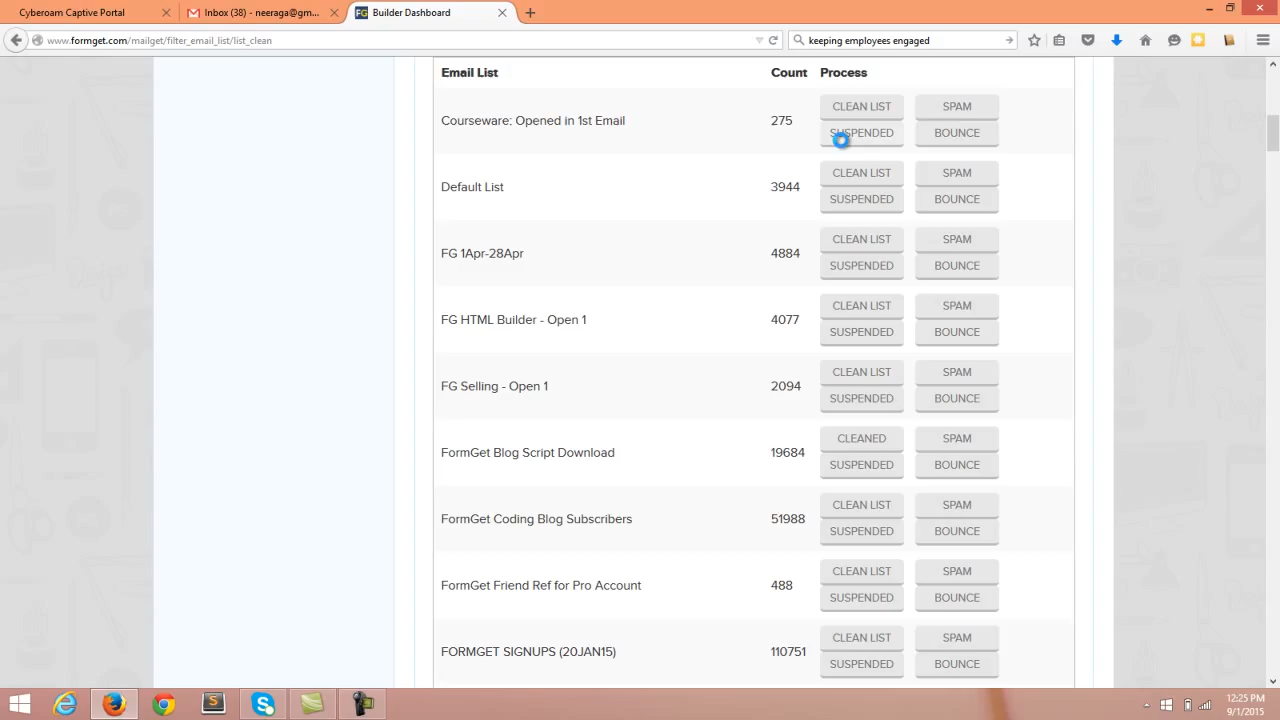 Cyberoam Captive Portal
Inbox (38) - neeraga@gm...
FG Builder Dashboard
www.formget.com/mailget/filter_email_list/list_clean
keeping employees engaged
Email List Count Process
Courseware: Opened in 1st Email 275 CLEAN LIST SPAM
SUSPENDED BOUNCE
Default List 3944 CLEAN LIST SPAM
SUSPENDED BOUNCE
FG 1Apr-28Apr 4884 CLEAN LIST SPAM
SUSPENDED BOUNCE
FG HTML Builder - Open 1 4077 CLEAN LIST SPAM
SUSPENDED BOUNCE
FG Selling - Open 1 2094 CLEAN LIST SPAM
SUSPENDED BOUNCE
FormGet Blog Script Download 19684 CLEANED SPAM
SUSPENDED BOUNCE
FormGet Coding Blog Subscribers 51988 CLEAN LIST SPAM
SUSPENDED BOUNCE
FormGet Friend Ref for Pro Account 488 CLEAN LIST SPAM
SUSPENDED BOUNCE
FORMGET SIGNUPS (20JAN15) 110751 CLEAN LIST SPAM
SUSPENDED BOUNCE
12:25 PM
9/1/2015